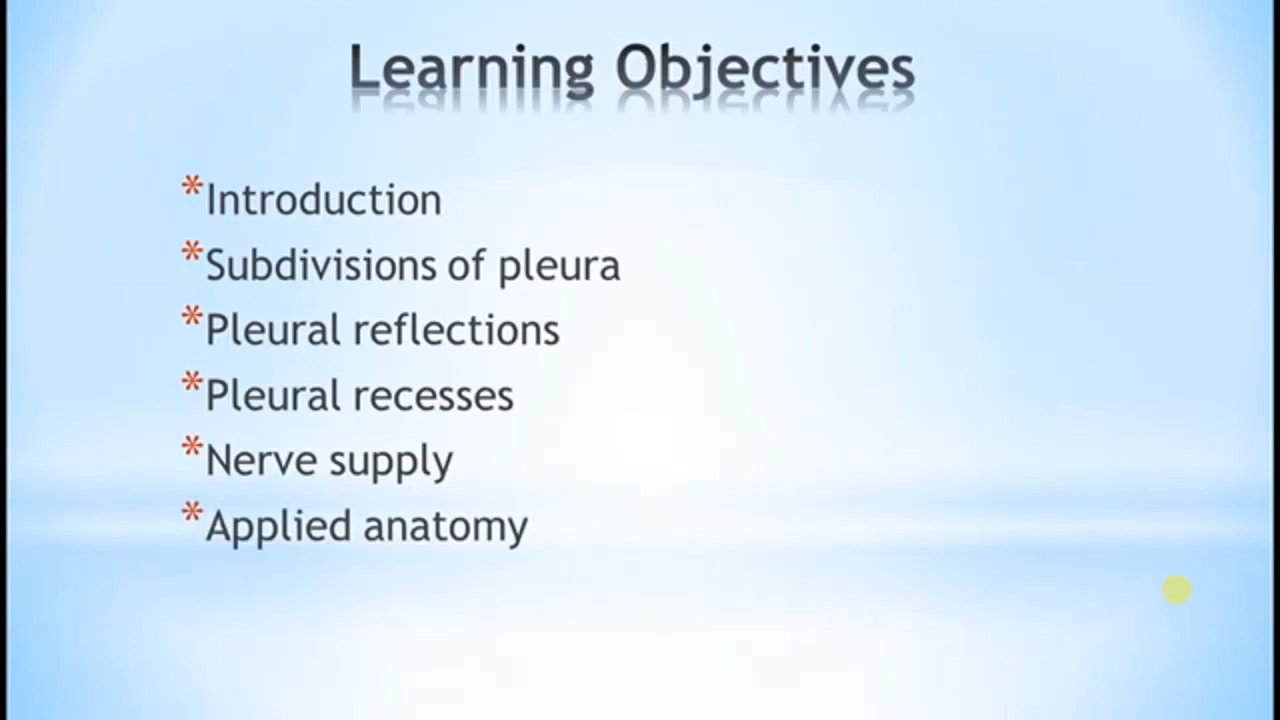 Learning Objectives
*Introduction
*Subdivisions of pleura
*Pleural reflections
*Pleural recesses
*Nerve supply
*Applied anatomy